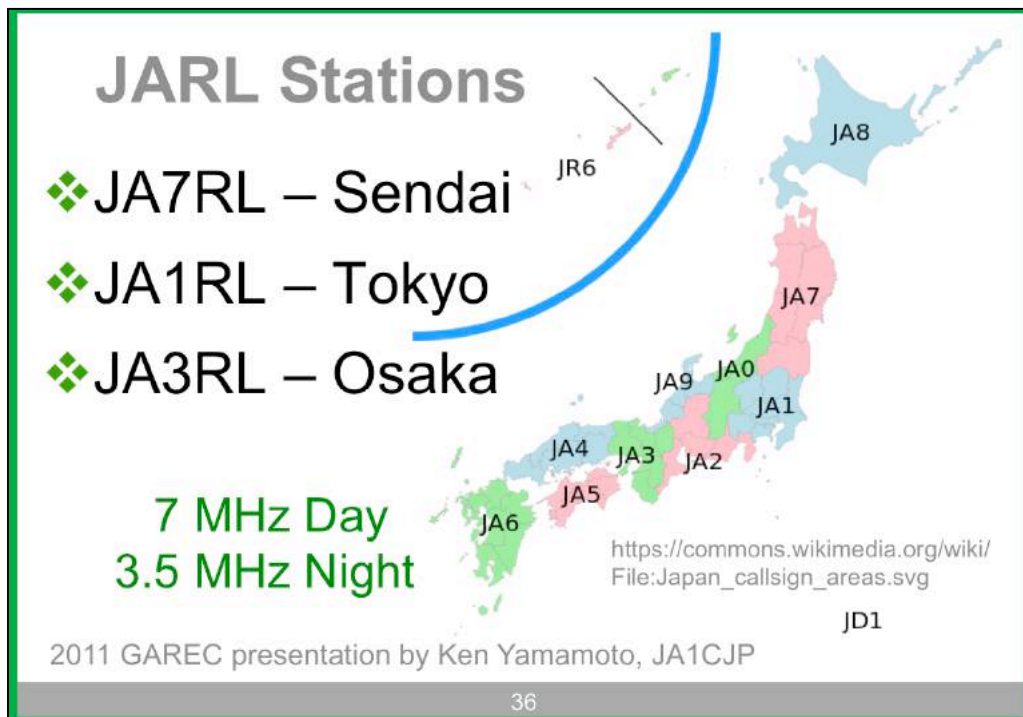 JARL Stations
❖JA7RL – Sendai
❖JA1RL – Tokyo
❖JA3RL – Osaka
7 MHz Day
3.5 MHz Night
JR6
JA8
JA7
JA0
JA9
JA1
JA4
JA3
JA2
JA5
JA6
https://commons.wikimedia.org/wiki/
File:Japan_callsign_areas.svg
JD1
2011 GAREC presentation by Ken Yamamoto, JA1CJP
36